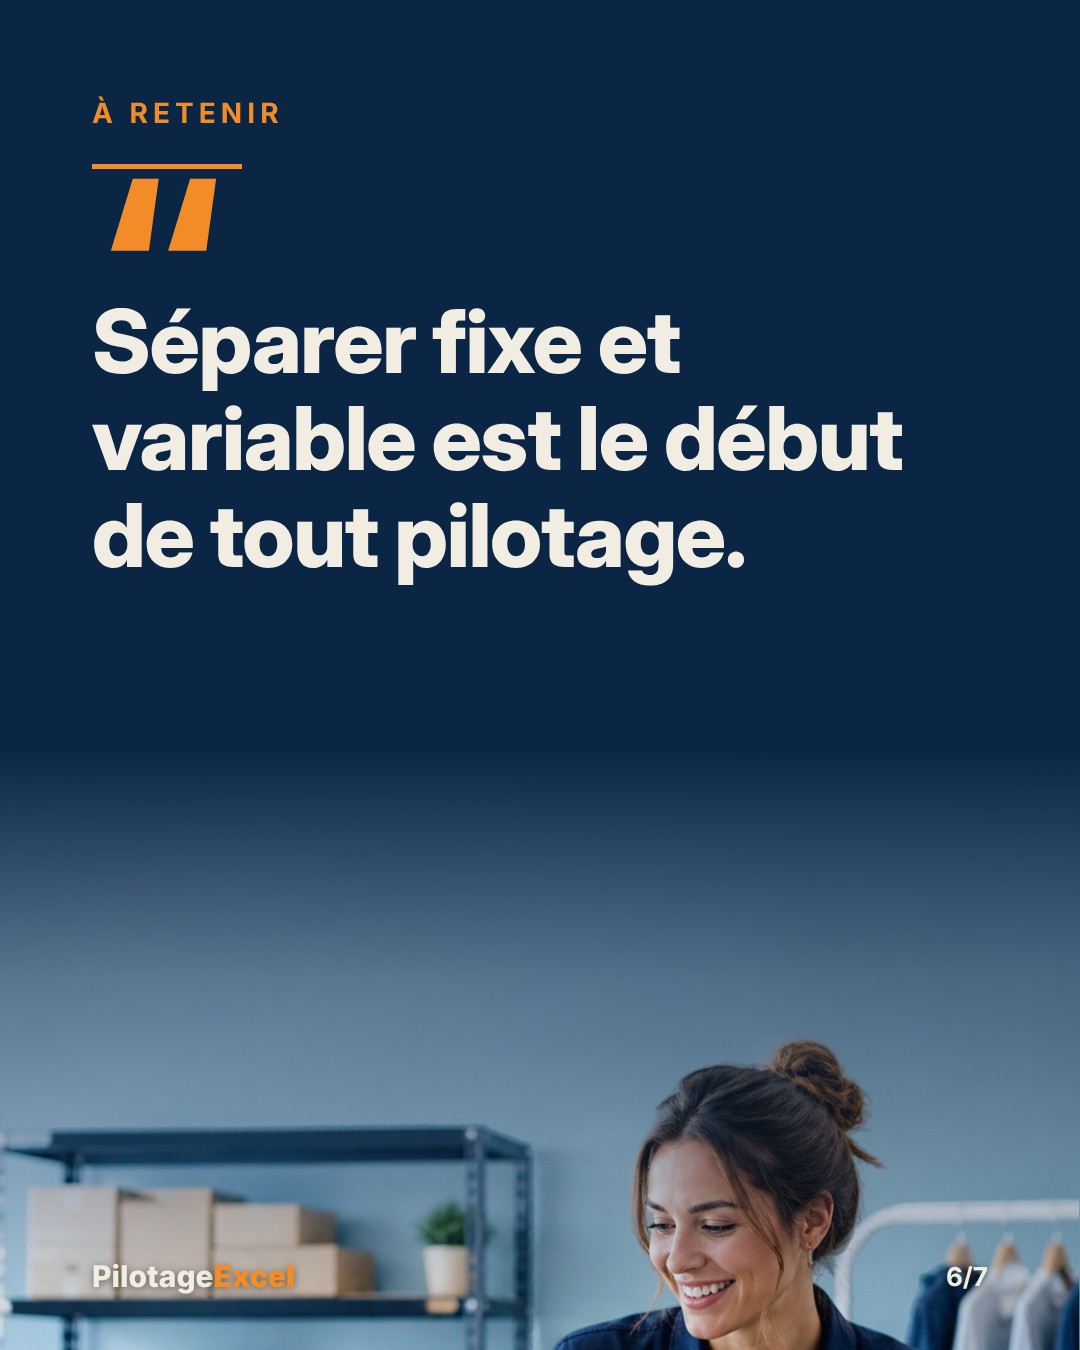 À RETENIR
"
Séparer fixe et
variable est le début
de tout pilotage.
PilotageExcel
6/7